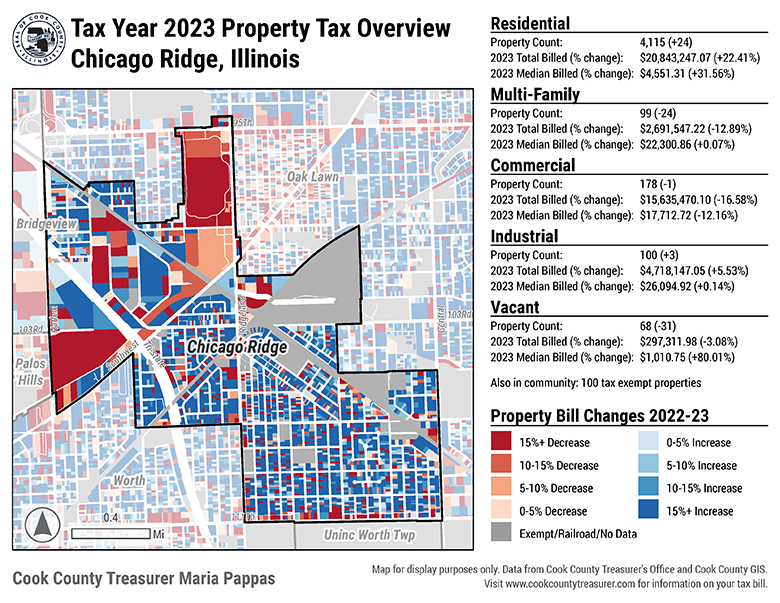 Tax Year 2023 Property Tax Overview
Chicago Ridge, Illinois
SEAL OF COOK COUNTY
ILLINOIS
95th
Oak Lawn
Bridgeview
103Rd
103Rd
Central
Ridgeland
Chicago Ridge
Southwest
Tristate
Palos
Hills
Worth
0.4
Mi
Uninc Worth Twp
Cook County Treasurer Maria Pappas
Residential
Property Count: 4,115 (+24)
2023 Total Billed (% change): $20,843,247.07 (+22.41%)
2023 Median Billed (% change): $4,551.31 (+31.56%)
Multi-Family
Property Count: 99 (-24)
2023 Total Billed (% change): $2,691,547.22 (-12.89%)
2023 Median Billed (% change): $22,300.86 (+0.07%)
Commercial
Property Count: 178 (-1)
2023 Total Billed (% change): $15,635,470.10 (-16.58%)
2023 Median Billed (% change): $17,712.72 (-12.16%)
Industrial
Property Count: 100 (+3)
2023 Total Billed (% change): $4,718,147.05 (+5.53%)
2023 Median Billed (% change): $26,094.92 (+0.14%)
Vacant
Property Count: 68 (-31)
2023 Total Billed (% change): $297,311.98 (-3.08%)
2023 Median Billed (% change): $1,010.75 (+80.01%)
Also in community: 100 tax exempt properties
Property Bill Changes 2022-23
15%+ Decrease
10-15% Decrease
5-10% Decrease
0-5% Decrease
Exempt/Railroad/No Data
0-5% Increase
5-10% Increase
10-15% Increase
15%+ Increase
Map for display purposes only. Data from Cook County Treasurer's Office and Cook County GIS.
Visit www.cookcountytreasurer.com for information on your tax bill.